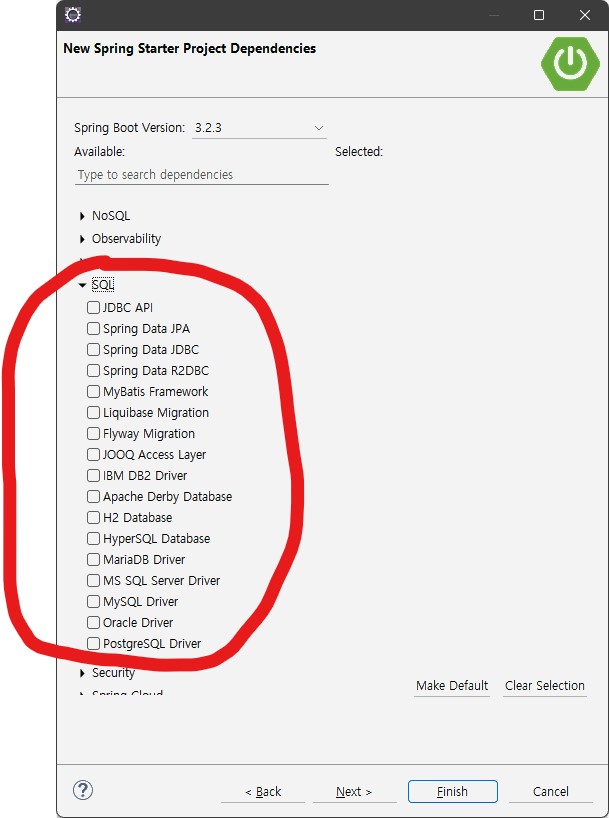 New Spring Starter Project Dependencies
Spring Boot Version: 3.2.3
Available: Selected:
Type to search dependencies
NoSQL
Observability
SQL
JDBC API
Spring Data JPA
Spring Data JDBC
Spring Data R2DBC
MyBatis Framework
Liquibase Migration
Flyway Migration
JOOQ Access Layer
IBM DB2 Driver
Apache Derby Database
H2 Database
HyperSQL Database
MariaDB Driver
MS SQL Server Driver
MySQL Driver
Oracle Driver
PostgreSQL Driver
Security
Spring Cloud
Make Default Clear Selection
? < Back Next > Finish Cancel